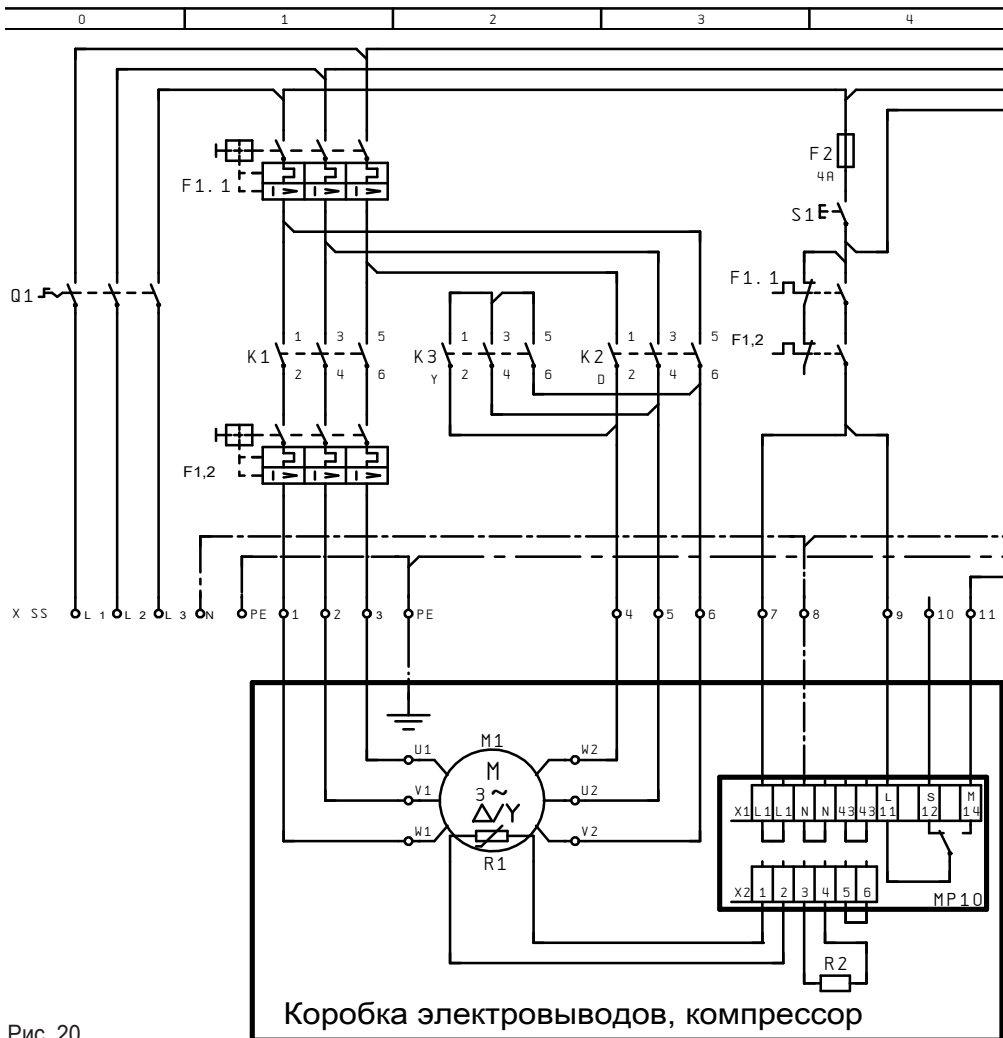 0 1 2 3 4
F2
4A
F1. 1
S1
Q1
F1. 1
1 3 5 1 3 5 1 3 5
K1 K3 K2
F1,2
2 4 6 Y 2 4 6 D 2 4 6
F1,2
X SS L 1 L 2 L 3 N PE 1 2 3 PE 4 5 6 7 8 9 10 11
M1
U1 W2
M
3 ~
V1 U2
△/Y
W1 V2
R1
L S M
X1 L1 L1 N N 43 43 11 12 14
X2 1 2 3 4 5 6
MP10
R2
Коробка электровыводов, компрессор
Рис. 20